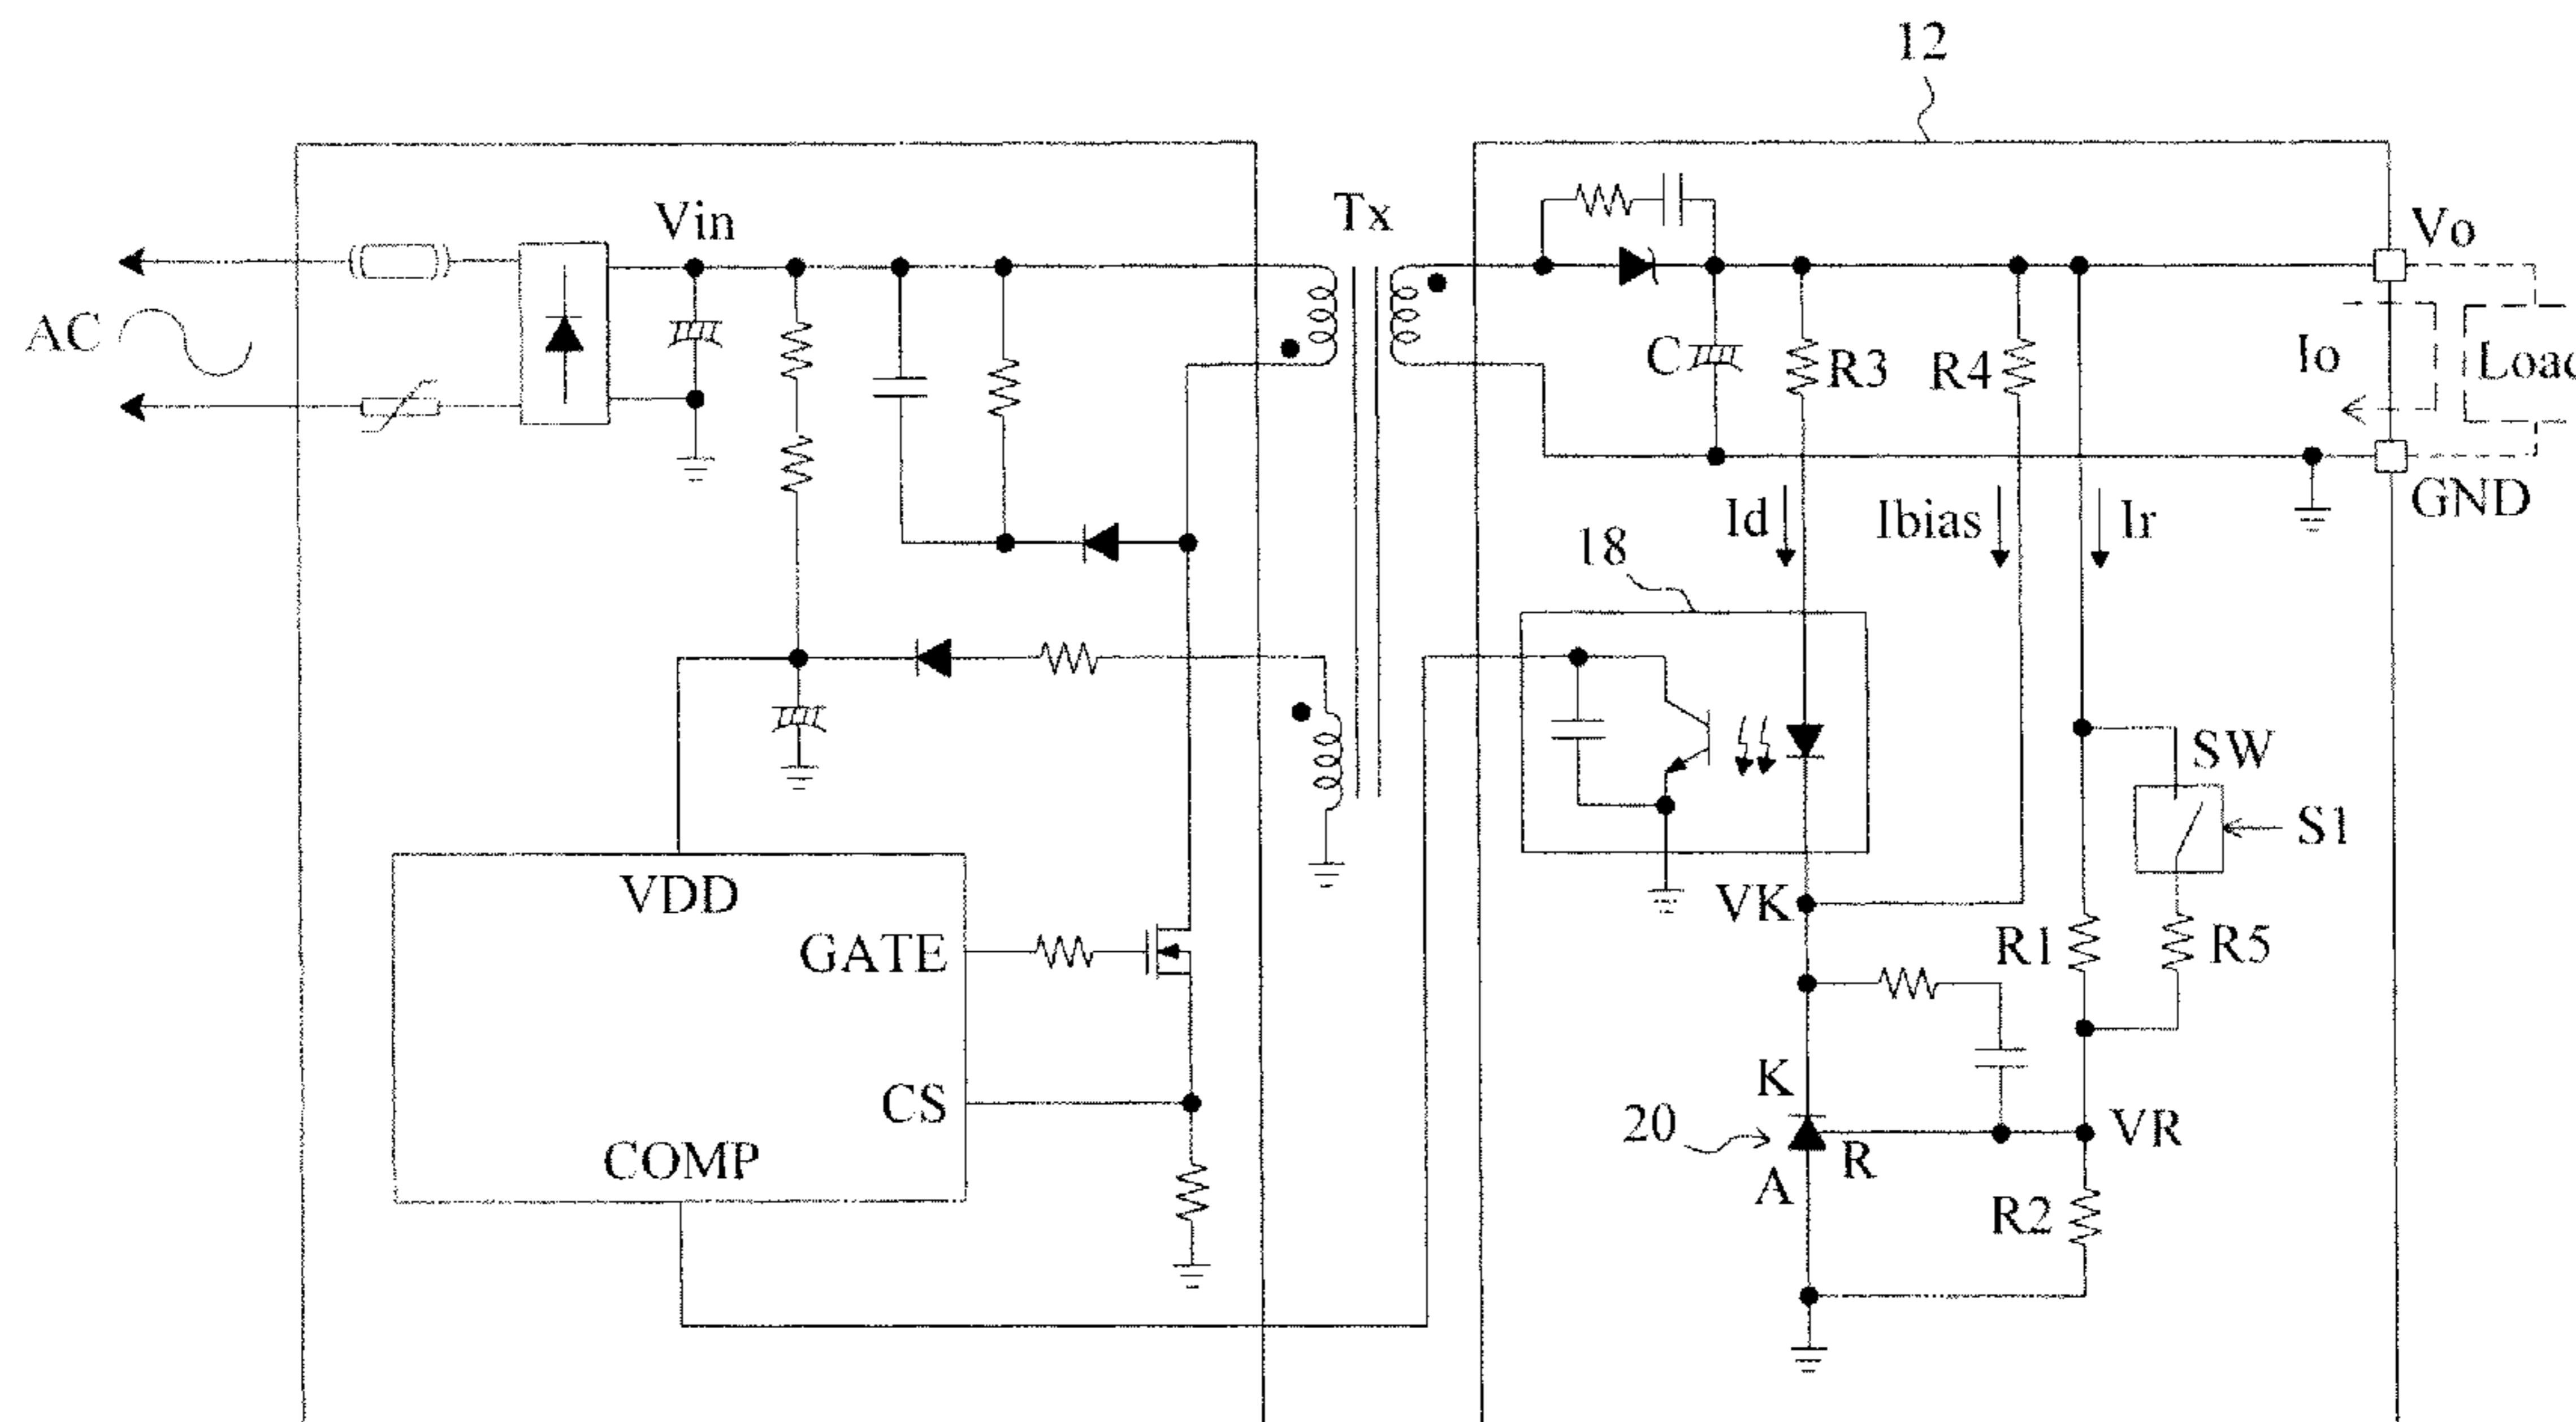 12
Vin
Tx
Vo
AC
C
R3
R4
Io
Id
Ibias
Ir
GND
18
SW
S1
VDD
VK
GATE
R1
R5
K
CS
20
VR
COMP
R
A
R2